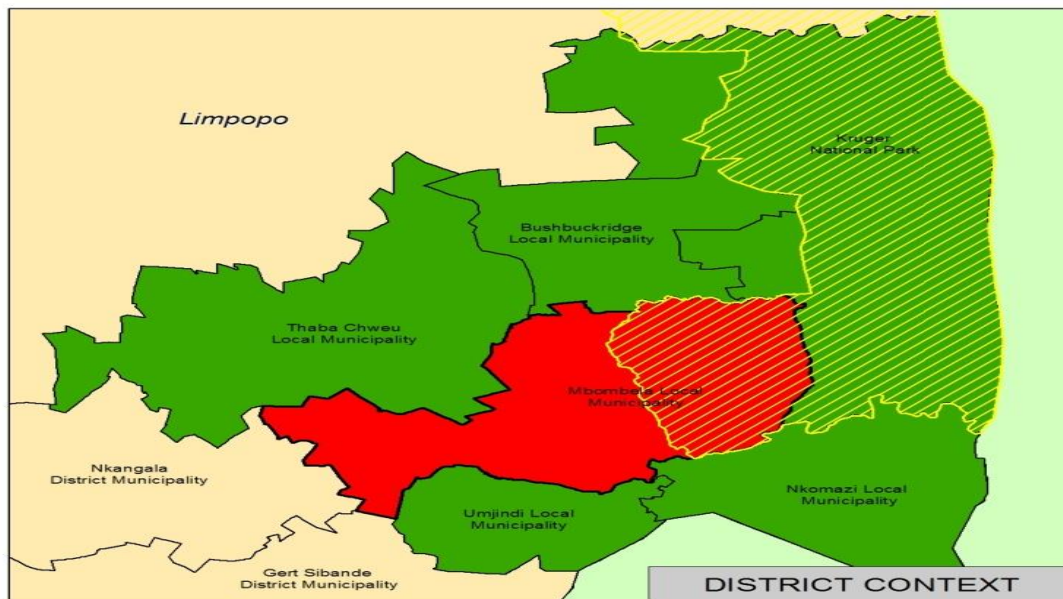 Limpopo
Kruger
National Park
Bushbuckridge
Local Municipality
Thaba Chweu
Local Municipality
Mbombela Local
Municipality
Nkangala
District Municipality
Nkomazi Local
Municipality
Umjindi Local
Municipality
Gert Sibande
District Municipality
DISTRICT CONTEXT